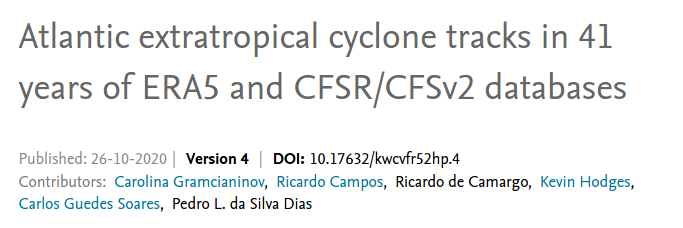 Atlantic extratropical cyclone tracks in 41
years of ERA5 and CFSR/CFSv2 databases
Published: 26-10-2020 | Version 4 | DOI: 10.17632/kwcvfr52hp.4
Contributors: Carolina Gramcianinov, Ricardo Campos, Ricardo de Camargo, Kevin Hodges,
Carlos Guedes Soares, Pedro L. da Silva Dias